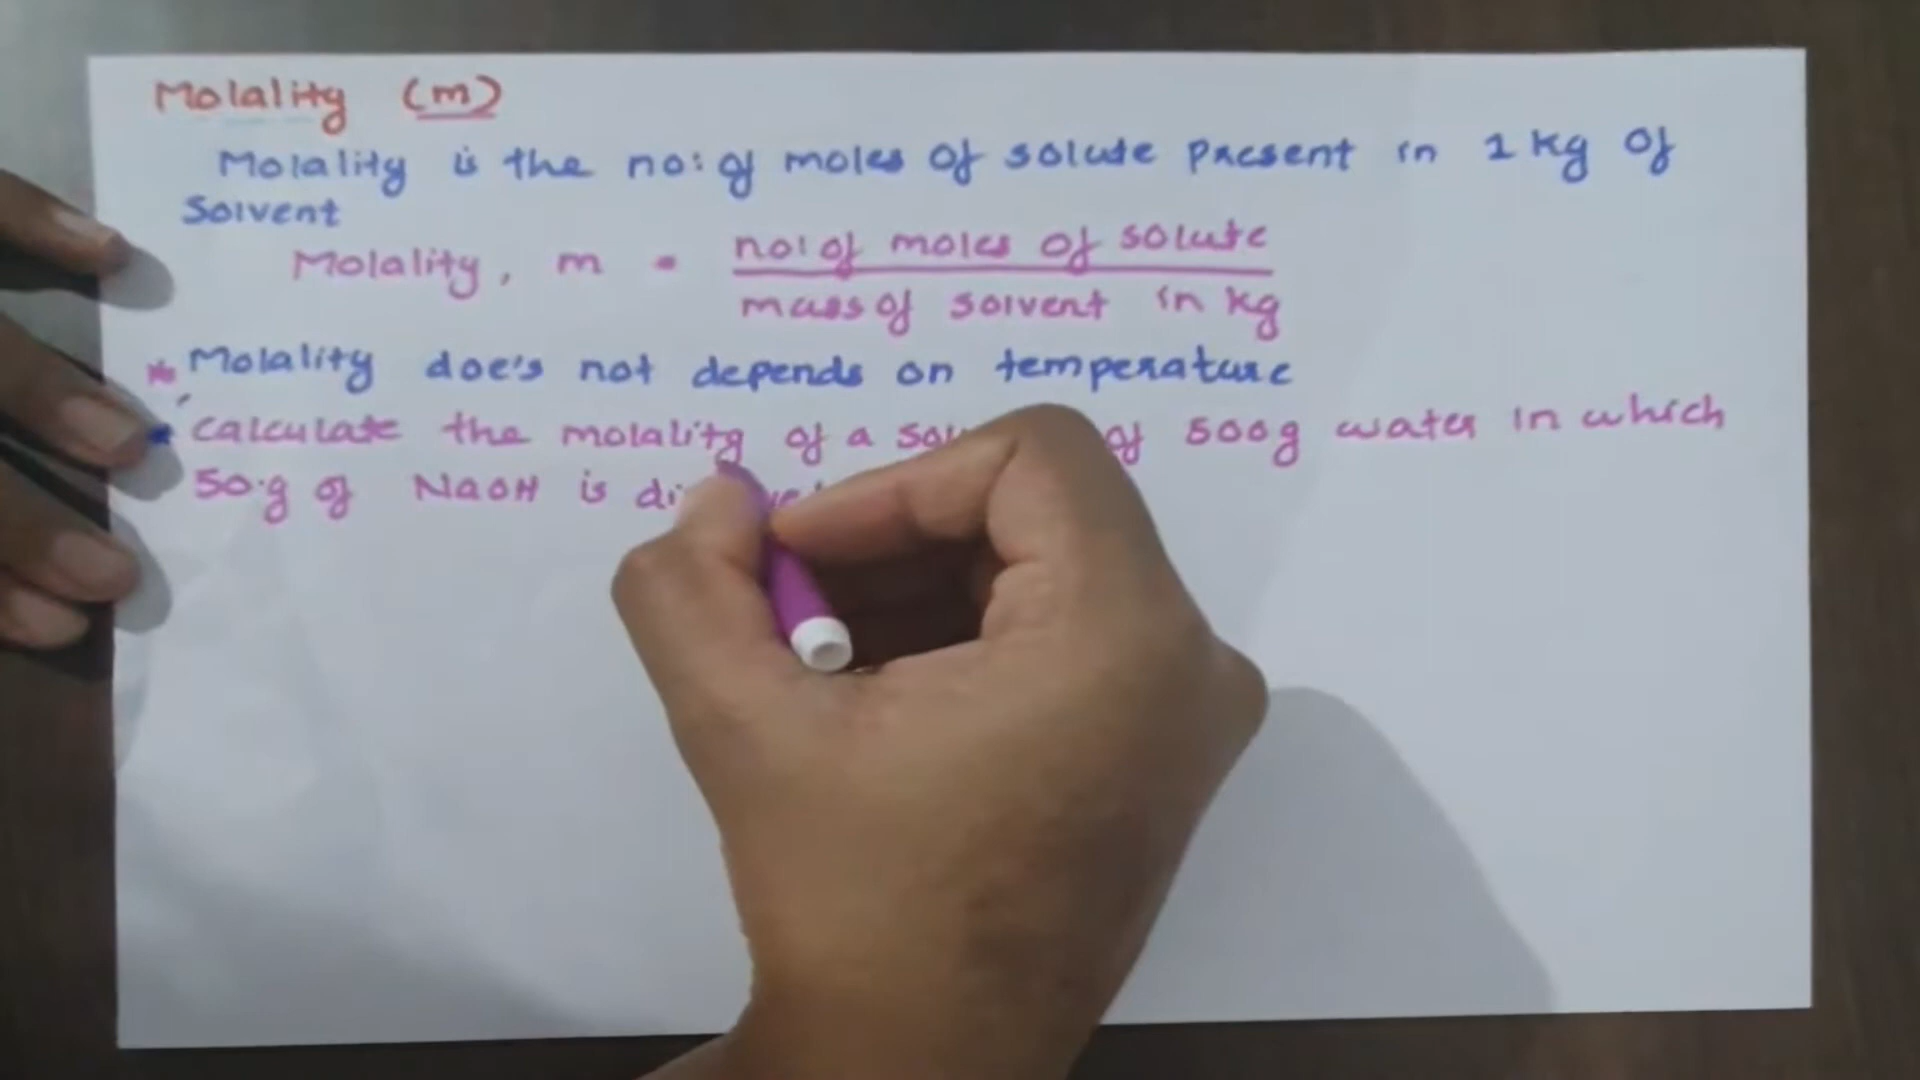 Molality (m)
Molality is the no: of moles of solute present in 1 kg of
Solvent
Molality, m = no: of moles of solute
mass of solvent in kg
* Molality doe's not depends on temperature
* calculate the molality of a of 500g water in which
50.g of NaOH is